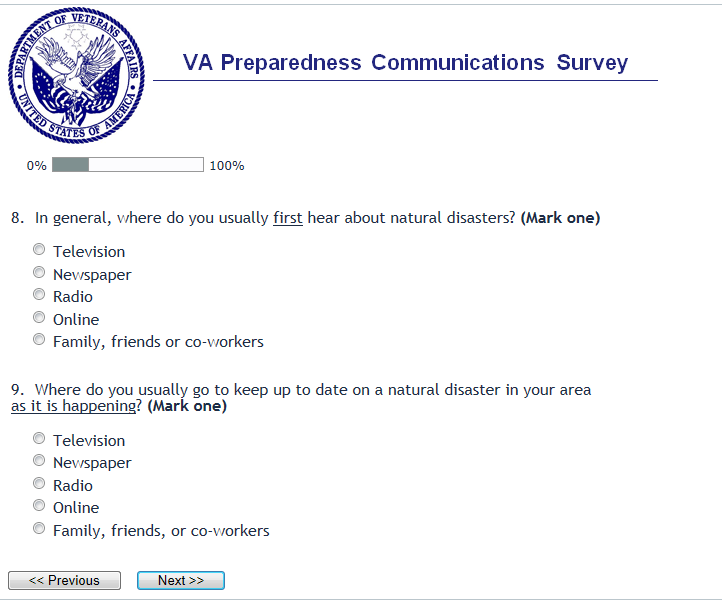 DEPARTMENT OF VETERANS AFFAIRS
UNITED STATES OF AMERICA
VA Preparedness Communications Survey
0% 100%
8. In general, where do you usually first hear about natural disasters? (Mark one)
Television
Newspaper
Radio
Online
Family, friends or co-workers
9. Where do you usually go to keep up to date on a natural disaster in your area
as it is happening? (Mark one)
Television
Newspaper
Radio
Online
Family, friends, or co-workers
<< Previous Next >>